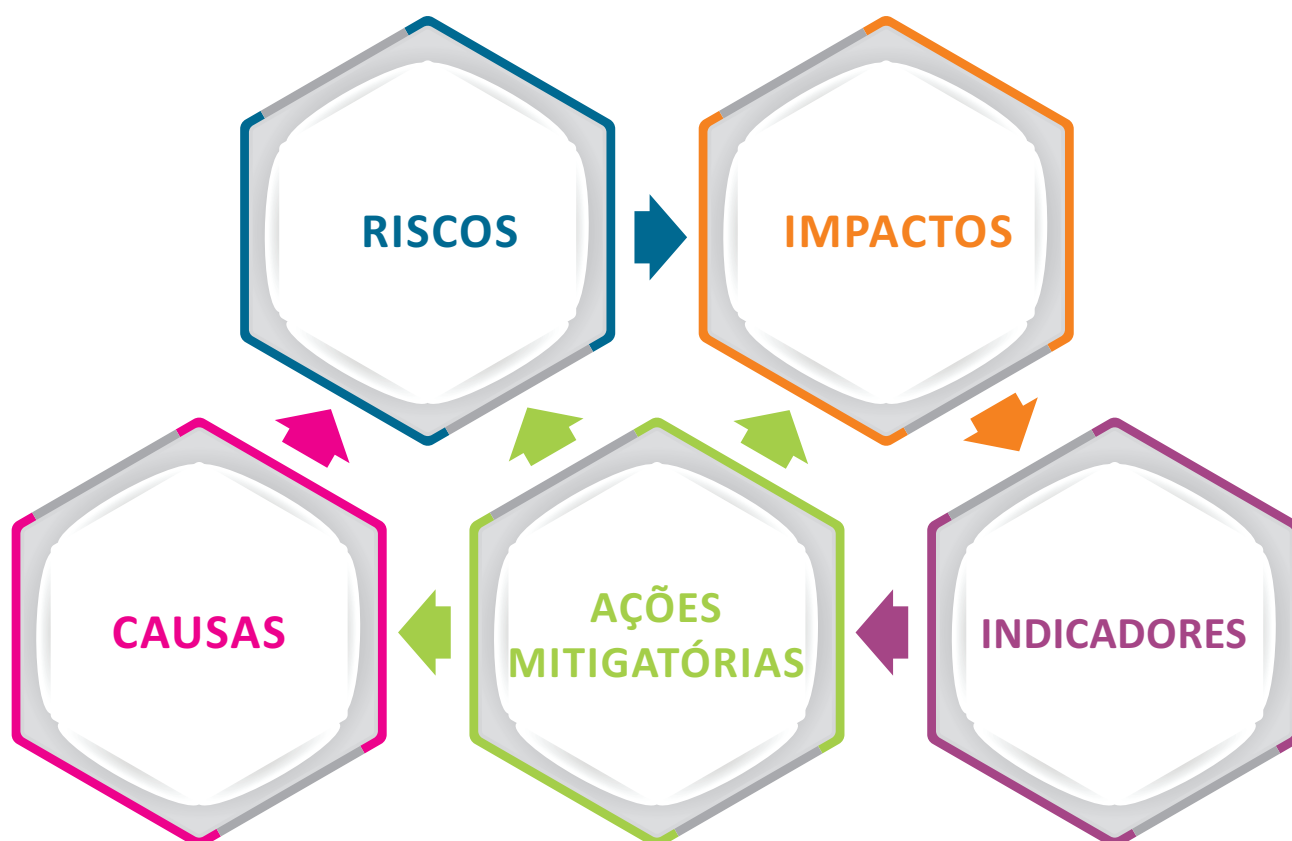 RISCOS
IMPACTOS
CAUSAS
AÇÕES
MITIGATÓRIAS
INDICADORES